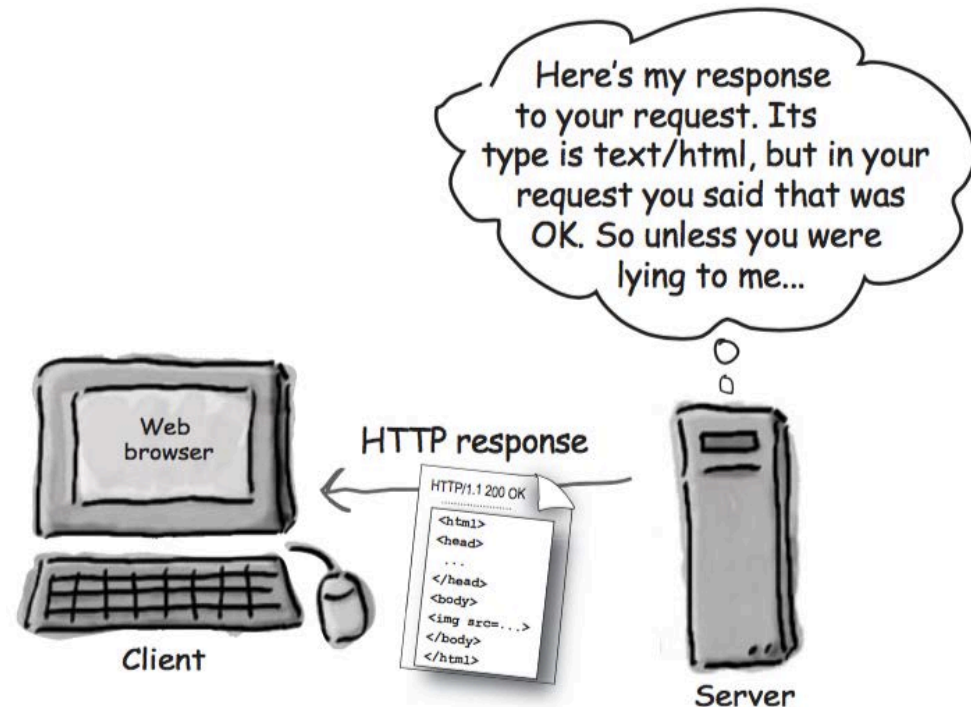 Here's my response
to your request. Its
type is text/html, but in your
request you said that was
OK. So unless you were
lying to me...
Web
browser
HTTP response
HTTP/1.1 200 OK
....................
<html>
<head>
...
</head>
<body>
<img src=...>
</body>
</html>
Client
Server